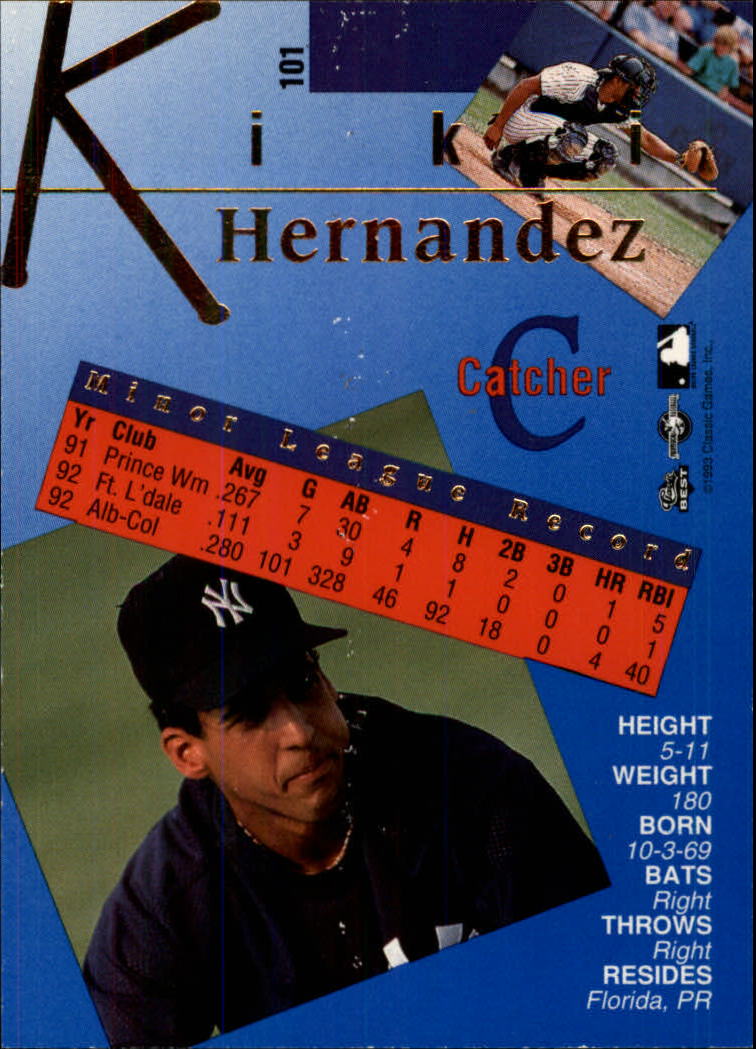 101
Kiki
Hernandez
C
Catcher
©1993 Classic Games, Inc.
Classic
BEST
Minor League Record
Yr Club Avg G AB R H 2B 3B HR RBI
91 Prince Wm .267 7 30 4 8 2 0 1 5
92 Ft. L'dale .111 3 9 1 1 0 0 0 1
92 Alb-Col .280 101 328 46 92 18 0 4 40
NY
HEIGHT
5-11
WEIGHT
180
BORN
10-3-69
BATS
Right
THROWS
Right
RESIDES
Florida, PR